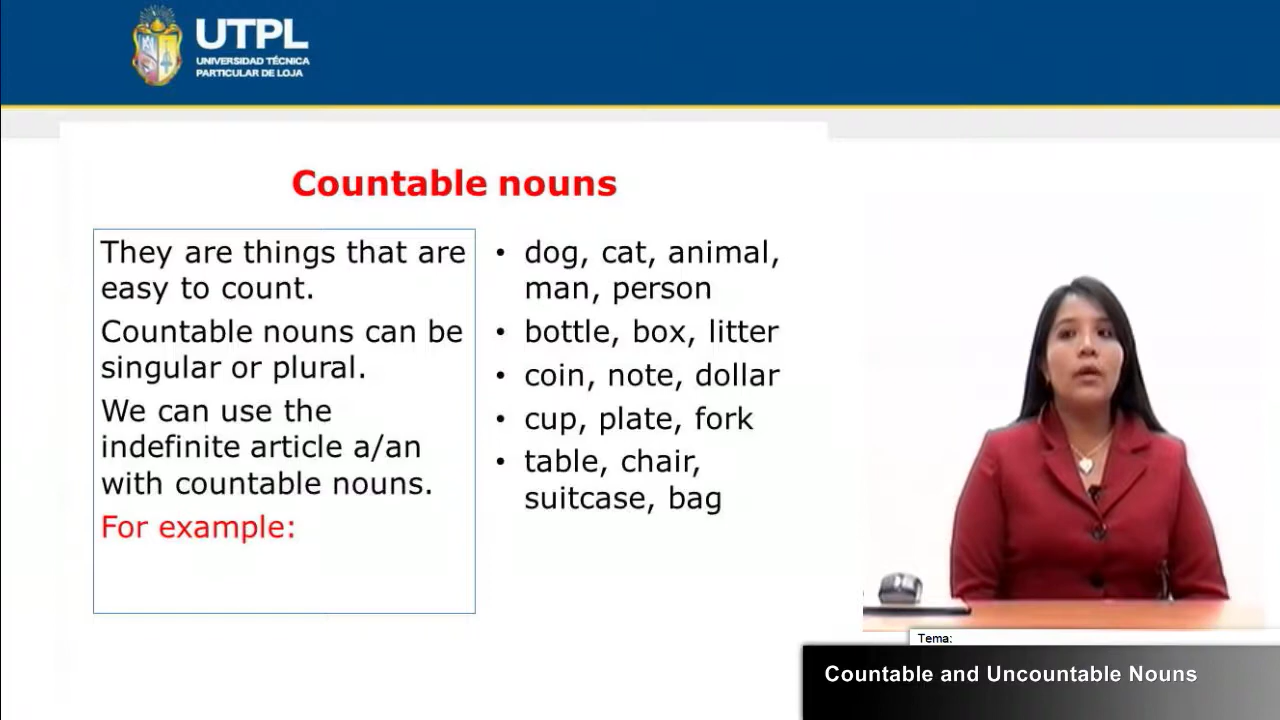 UTPL
UNIVERSIDAD TÉCNICA
PARTICULAR DE LOJA
Countable nouns
They are things that are
easy to count.
Countable nouns can be
singular or plural.
We can use the
indefinite article a/an
with countable nouns.
For example:
• dog, cat, animal,
man, person
• bottle, box, litter
• coin, note, dollar
• cup, plate, fork
• table, chair,
suitcase, bag
Tema:
Countable and Uncountable Nouns